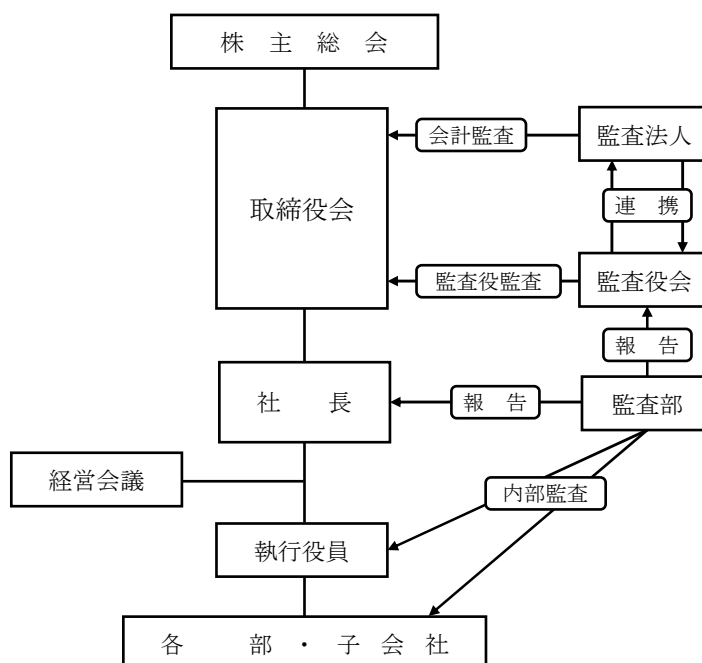 株 主 総 会
取締役会
会計監査
監査法人
連 携
監査役監査
監査役会
報 告
社 長
報 告
監査部
経営会議
内部監査
執行役員
各 部 ・ 子 会 社